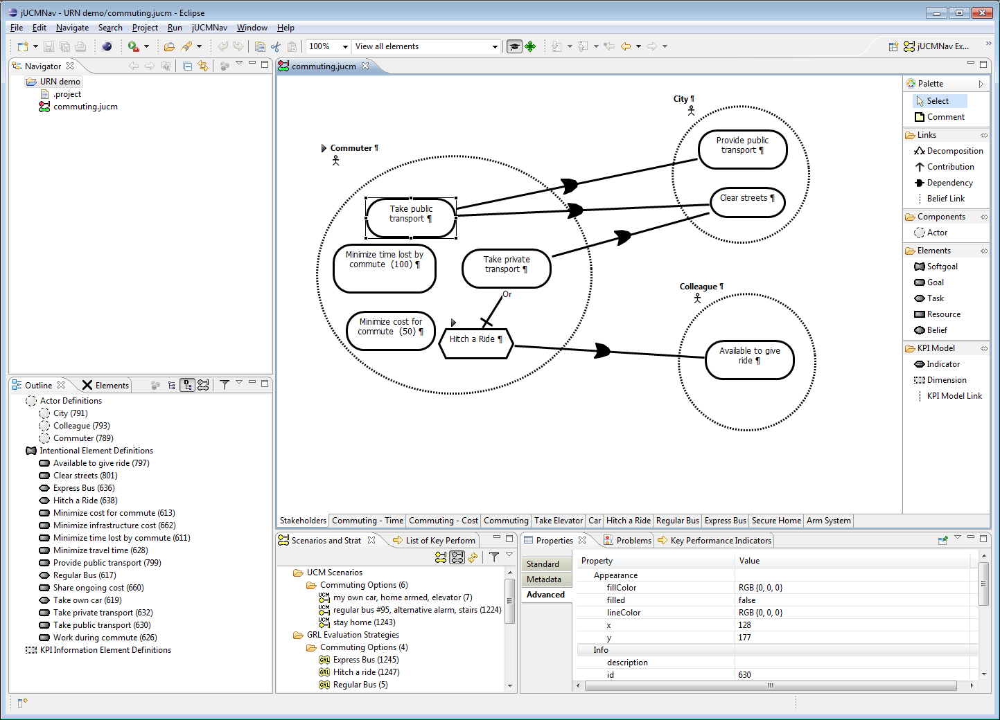 jUCMNav - URN demo/commuting.jucm - Eclipse
File Edit Navigate Search Project Run jUCMNav Window Help
100% View all elements jUCMNav Ex...
Navigator
URN demo
.project
commuting.jucm
commuting.jucm
City ¶
Provide public
transport ¶
Clear streets ¶
Commuter ¶
Take public
transport ¶
Minimize time lost by
commute (100) ¶
Take private
transport ¶
Or
Minimize cost for
commute (50) ¶
Hitch a Ride ¶
Colleague ¶
Available to give
ride ¶
Palette
Select
Comment
Links
Decomposition
Contribution
Dependency
Belief Link
Components
Actor
Elements
Softgoal
Goal
Task
Resource
Belief
KPI Model
Indicator
Dimension
KPI Model Link
Stakeholders Commuting - Time Commuting - Cost Commuting Take Elevator Car Hitch a Ride Regular Bus Express Bus Secure Home Arm System
Outline Elements
Actor Definitions
City (791)
Colleague (793)
Commuter (789)
Intentional Element Definitions
Available to give ride (797)
Clear streets (801)
Express Bus (636)
Hitch a Ride (638)
Minimize cost for commute (613)
Minimize infrastructure cost (662)
Minimize time lost by commute (611)
Minimize travel time (628)
Provide public transport (799)
Regular Bus (617)
Share ongoing cost (660)
Take own car (619)
Take private transport (632)
Take public transport (630)
Work during commute (626)
KPI Information Element Definitions
Scenarios and Strat List of Key Perform
UCM Scenarios
Commuting Options (6)
UCM my own car, home armed, elevator (7)
UCM regular bus #95, alternative alarm, stairs (1224)
UCM stay home (1243)
GRL Evaluation Strategies
Commuting Options (4)
GRL Express Bus (1245)
GRL Hitch a ride (1247)
GRL Regular Bus (5)
Properties Problems Key Performance Indicators
Standard
Metadata
Advanced
Property Value
Appearance
fillColor RGB {0, 0, 0}
filled false
lineColor RGB {0, 0, 0}
x 128
y 177
Info
description
id 630